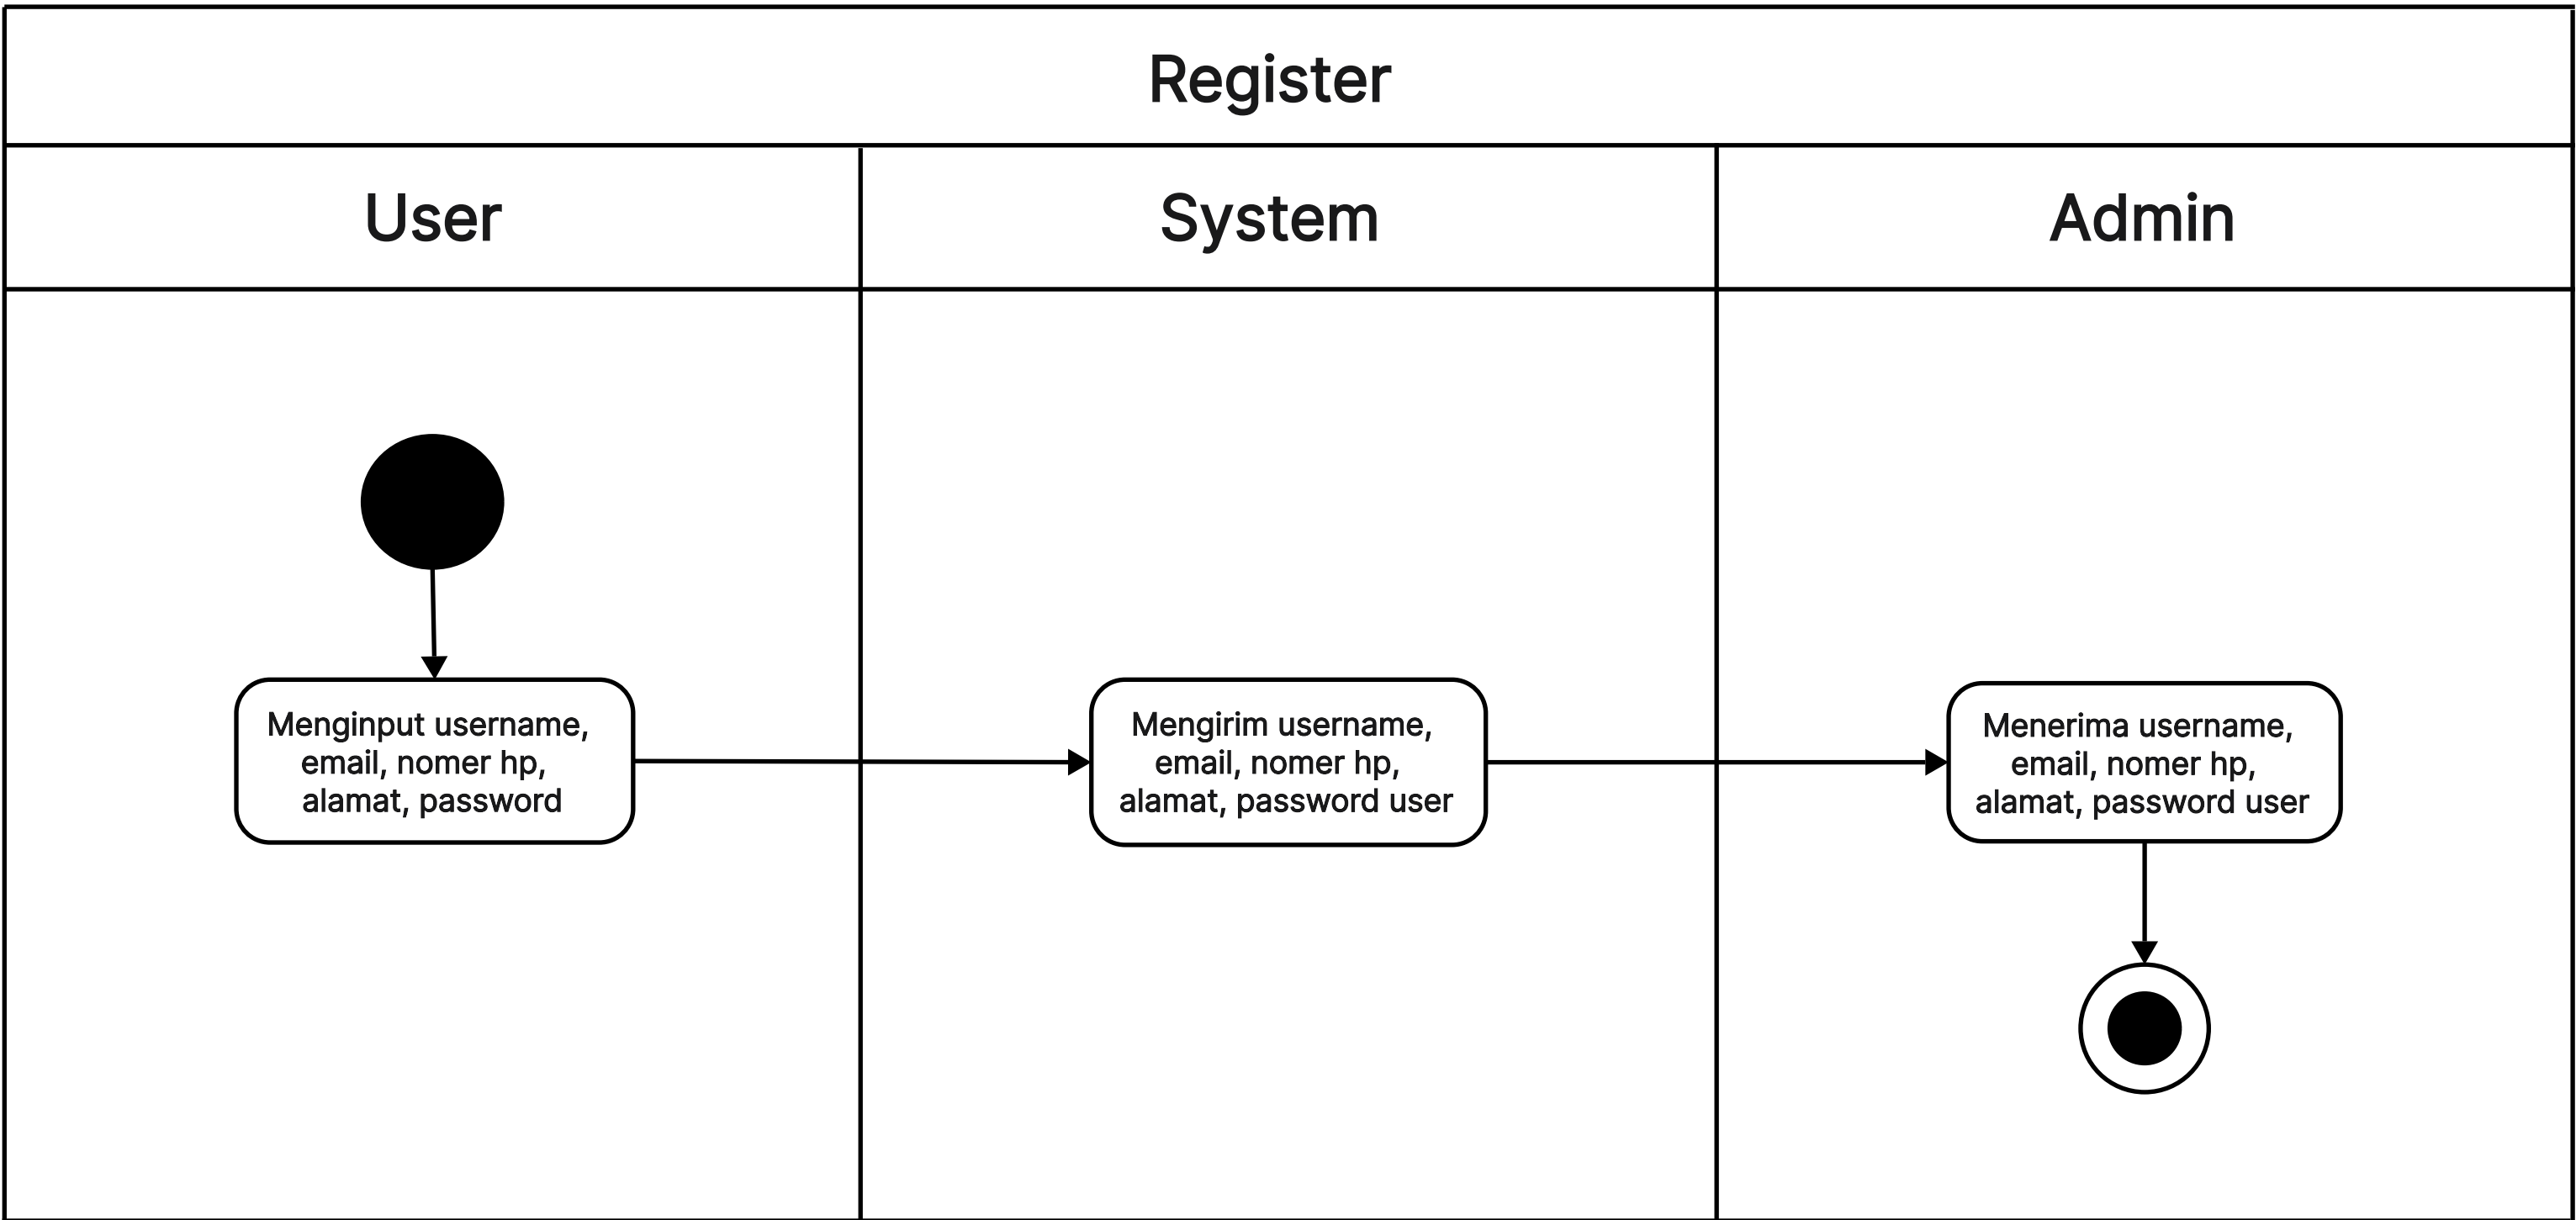 Register
User
System
Admin
Menginput username,
email, nomer hp,
alamat, password
Mengirim username,
email, nomer hp,
alamat, password user
Menerima username,
email, nomer hp,
alamat, password user